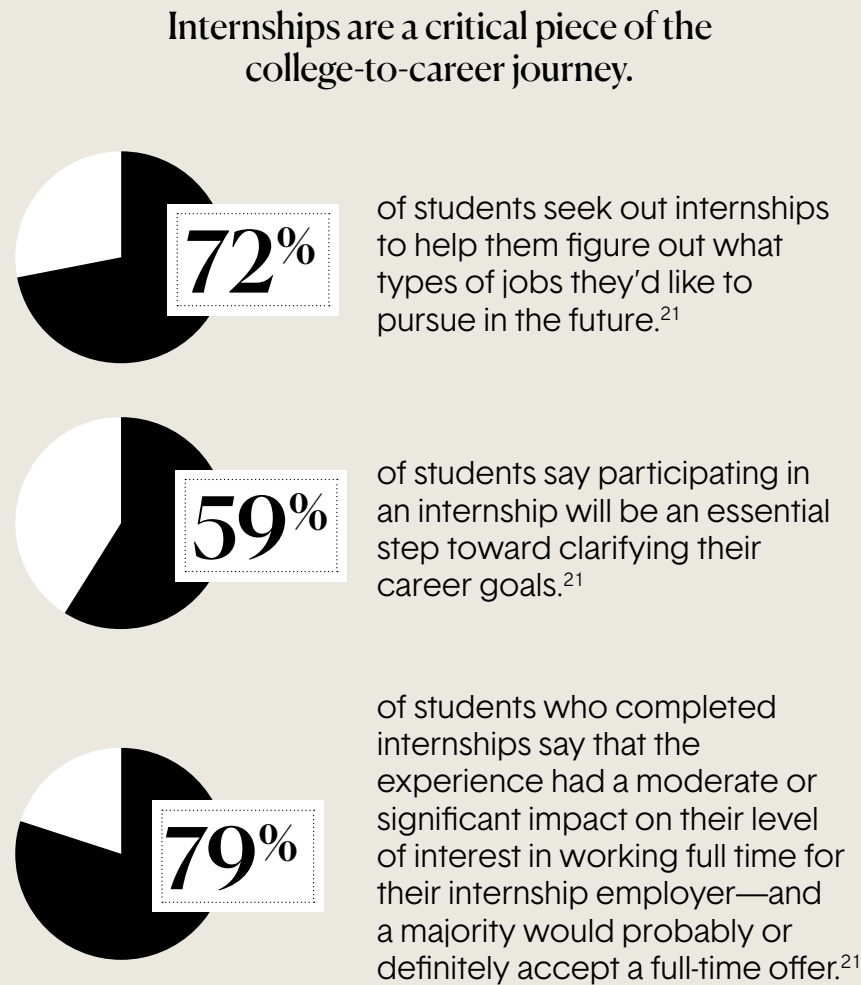 Internships are a critical piece of the
college-to-career journey.
72%
of students seek out internships
to help them figure out what
types of jobs they’d like to
pursue in the future.21
59%
of students say participating in
an internship will be an essential
step toward clarifying their
career goals.21
79%
of students who completed
internships say that the
experience had a moderate or
significant impact on their level
of interest in working full time for
their internship employer—and
a majority would probably or
definitely accept a full-time offer.21